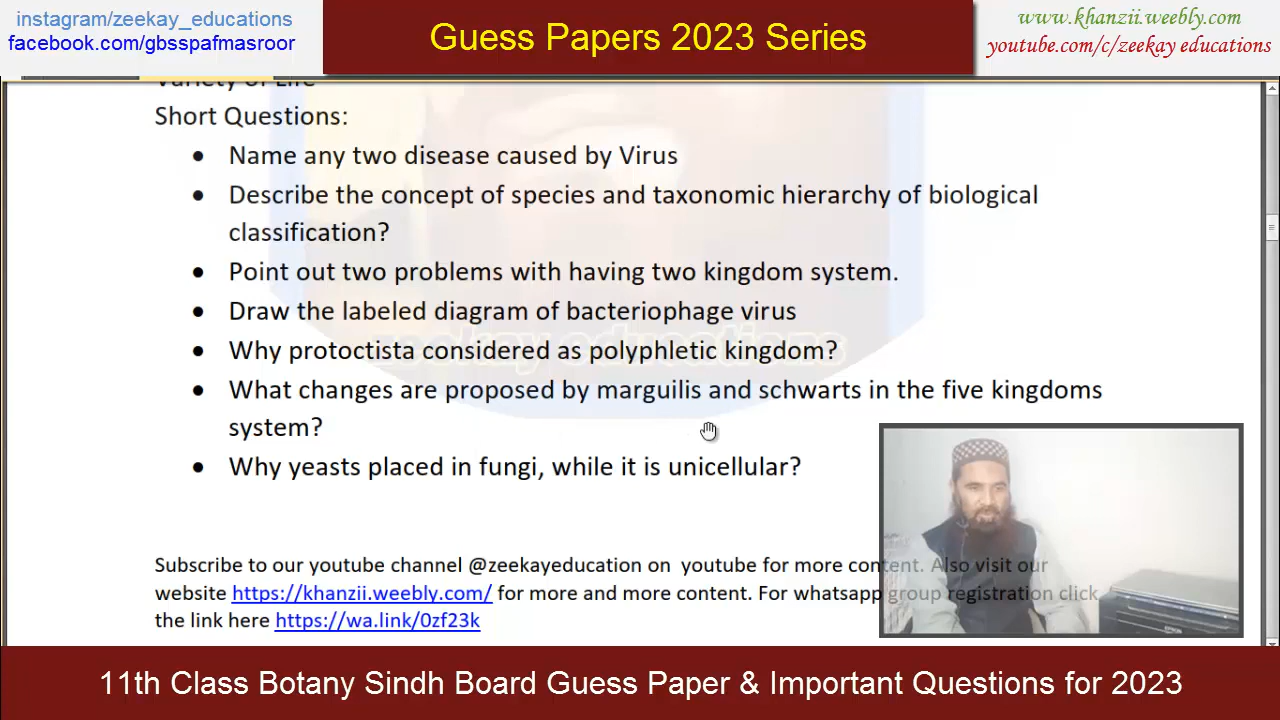 instagram/zeekay_educations
facebook.com/gbsspafmasroor
Guess Papers 2023 Series
www.khanzii.weebly.com
youtube.com/c/zeekay educations
Variety of Life
Short Questions:
• Name any two disease caused by Virus
• Describe the concept of species and taxonomic hierarchy of biological
classification?
• Point out two problems with having two kingdom system.
• Draw the labeled diagram of bacteriophage virus
• Why protoctista considered as polyphletic kingdom?
zeekay educations
• What changes are proposed by marguilis and schwarts in the five kingdoms
system?
• Why yeasts placed in fungi, while it is unicellular?
Subscribe to our youtube channel @zeekayeducation on youtube for more content. Also visit our
website https://khanzii.weebly.com/ for more and more content. For whatsapp group registration click
the link here https://wa.link/0zf23k
11th Class Botany Sindh Board Guess Paper & Important Questions for 2023